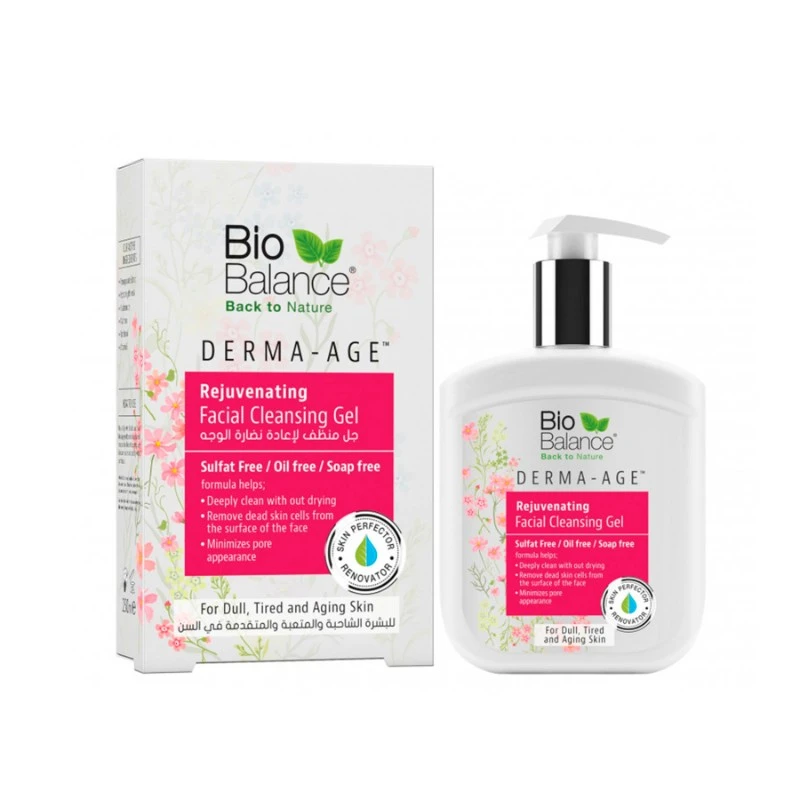 Bio
Balance®
Back to Nature
DERMA-AGE™
Rejuvenating
Facial Cleansing Gel
جل منظف لإعادة نضارة الوجه
Sulfat Free / Oil free / Soap free
formula helps;
• Deeply clean with out drying
• Remove dead skin cells from
the surface of the face
• Minimizes pore
appearance
SKIN PERFECTOR
RENOVATOR
For Dull, Tired and Aging Skin
للبشرة الشاحبة والمتعبة والمتقدمة في السن
Bio
Balance®
Back to Nature
DERMA-AGE™
Rejuvenating
Facial Cleansing Gel
Sulfat Free / Oil free / Soap free
formula helps;
• Deeply clean with out drying
• Remove dead skin cells from
the surface of the face
• Minimizes pore
appearance
SKIN PERFECTOR
RENOVATOR
For Dull, Tired
and Aging Skin